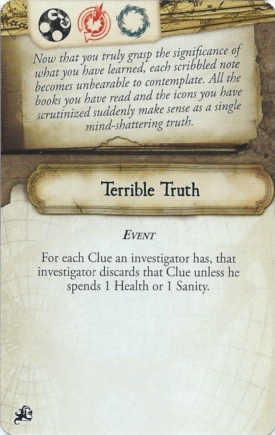 Now that you truly grasp the significance of
what you have learned, each scribbled note
becomes unbearable to contemplate. All the
books you have read and the icons you have
scrutinized suddenly make sense as a single
mind-shattering truth.
Terrible Truth
EVENT
For each Clue an investigator has, that
investigator discards that Clue unless he
spends 1 Health or 1 Sanity.